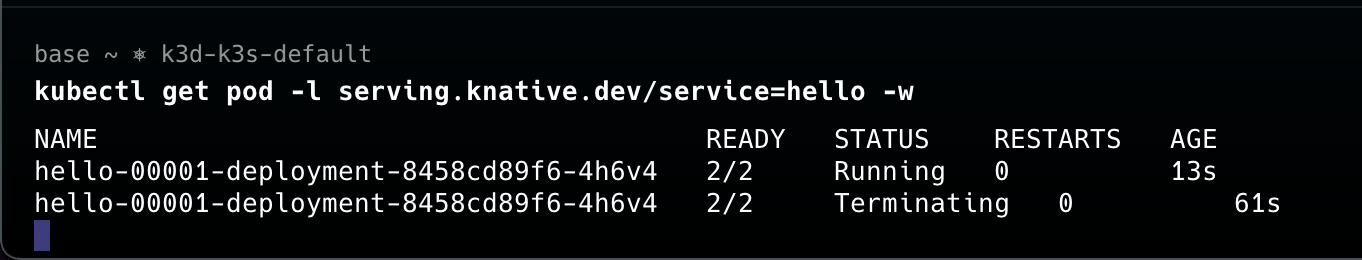 base ~ ⎈ k3d-k3s-default
kubectl get pod -l serving.knative.dev/service=hello -w
NAME READY STATUS RESTARTS AGE
hello-00001-deployment-8458cd89f6-4h6v4 2/2 Running 0 13s
hello-00001-deployment-8458cd89f6-4h6v4 2/2 Terminating 0 61s